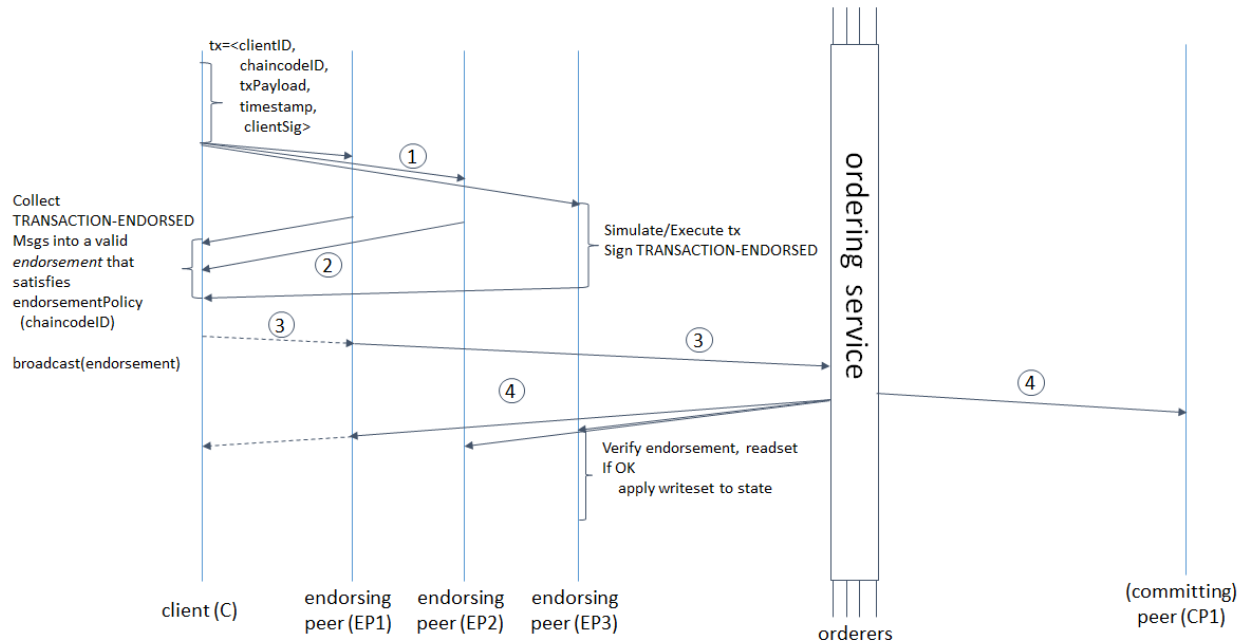 tx=<clientID,
chaincodeID,
txPayload,
timestamp,
clientSig>
1
Collect
TRANSACTION-ENDORSED
Msgs into a valid
endorsement that
satisfies
endorsementPolicy
(chaincodeID)
2
Simulate/Execute tx
Sign TRANSACTION-ENDORSED
ordering service
3
3
broadcast(endorsement)
4
4
Verify endorsement, readset
If OK
apply writeset to state
client (C)
endorsing
peer (EP1)
endorsing
peer (EP2)
endorsing
peer (EP3)
orderers
(committing)
peer (CP1)